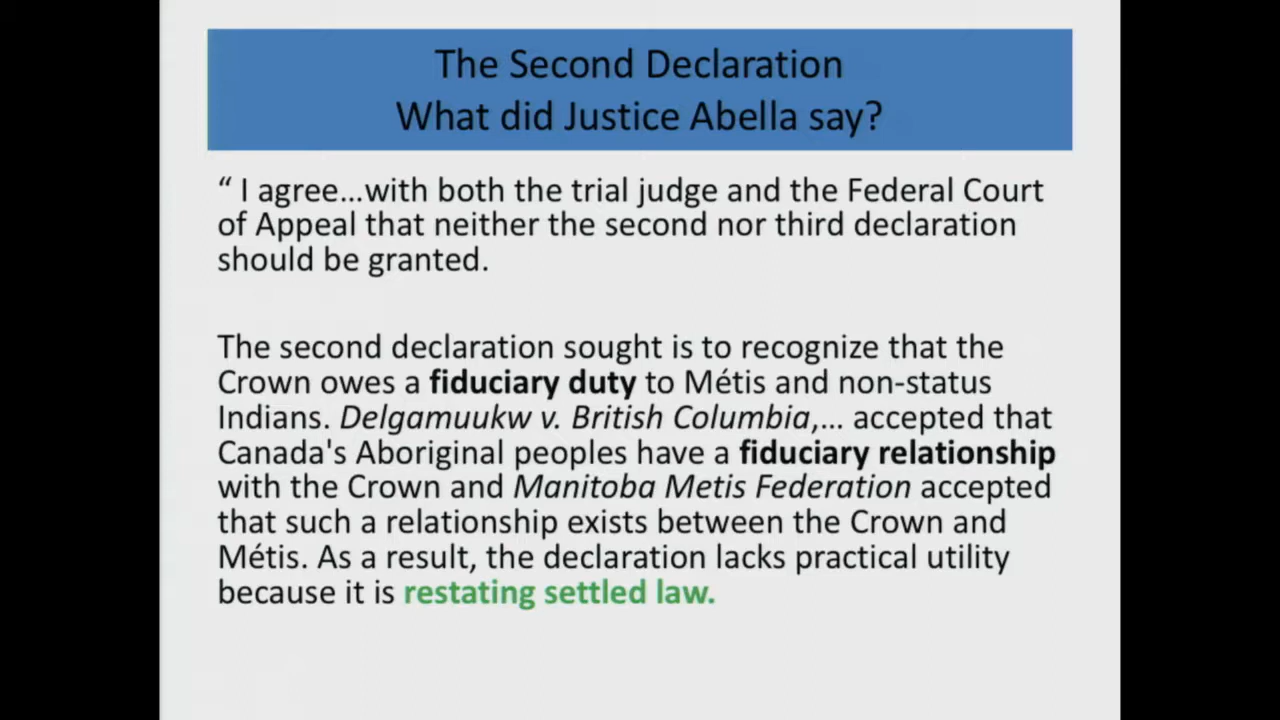 The Second Declaration
What did Justice Abella say?
“ I agree…with both the trial judge and the Federal Court
of Appeal that neither the second nor third declaration
should be granted.
The second declaration sought is to recognize that the
Crown owes a fiduciary duty to Métis and non-status
Indians. Delgamuukw v. British Columbia,… accepted that
Canada's Aboriginal peoples have a fiduciary relationship
with the Crown and Manitoba Metis Federation accepted
that such a relationship exists between the Crown and
Métis. As a result, the declaration lacks practical utility
because it is restating settled law.